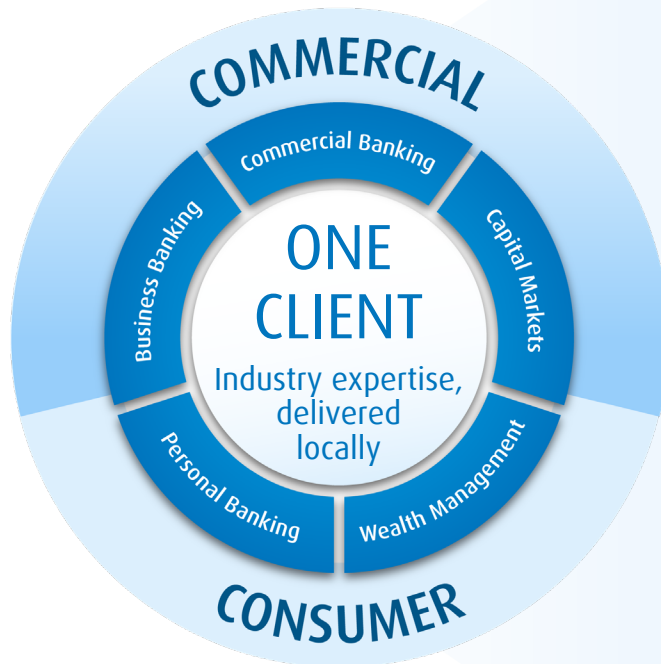 COMMERCIAL
Commercial Banking
Business Banking
Capital Markets
ONE
CLIENT
Industry expertise,
delivered
locally
Personal Banking
Wealth Management
CONSUMER